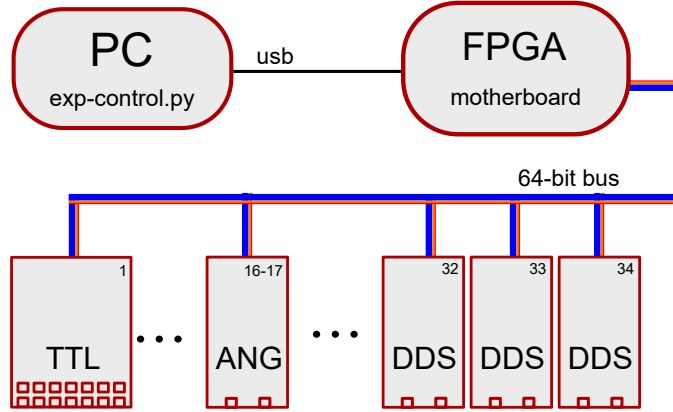 PC
exp-control.py
usb
FPGA
motherboard
64-bit bus
1
TTL
...
16-17
ANG
...
32
DDS
33
DDS
34
DDS